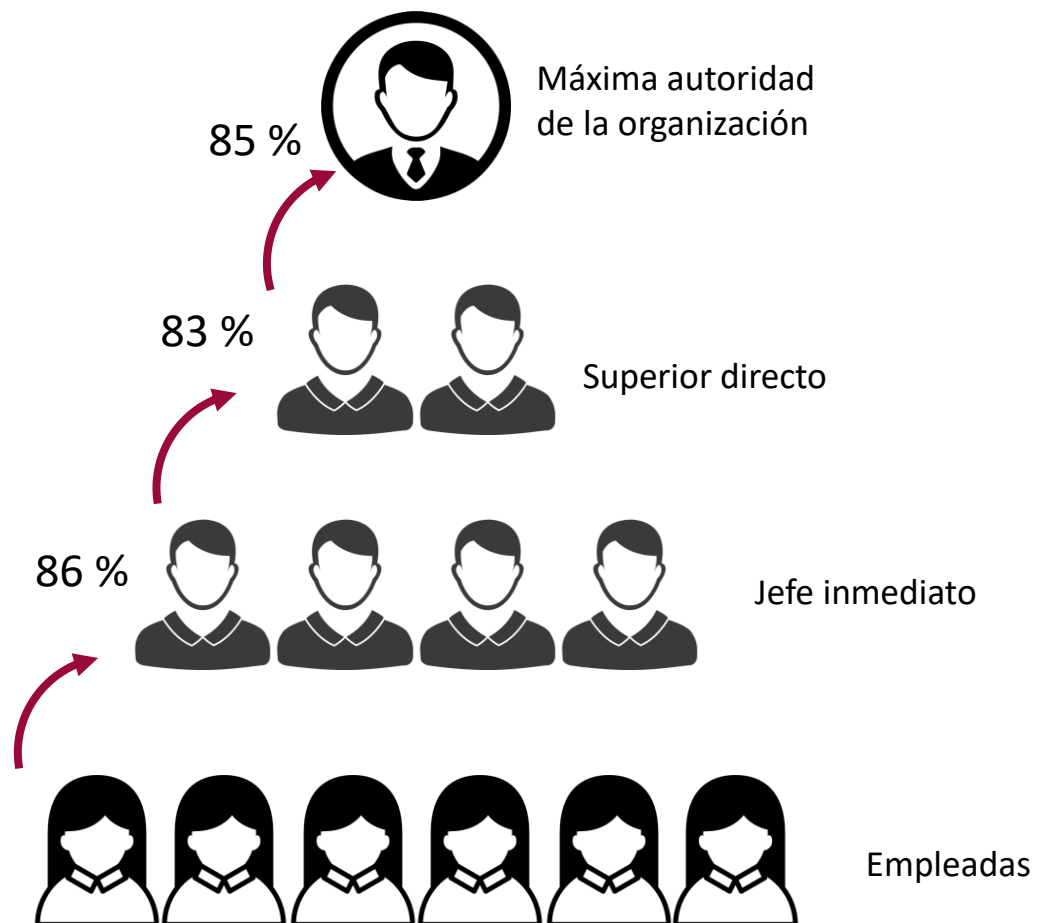 Máxima autoridad
de la organización
85 %
83 %
Superior directo
86 %
Jefe inmediato
Empleadas